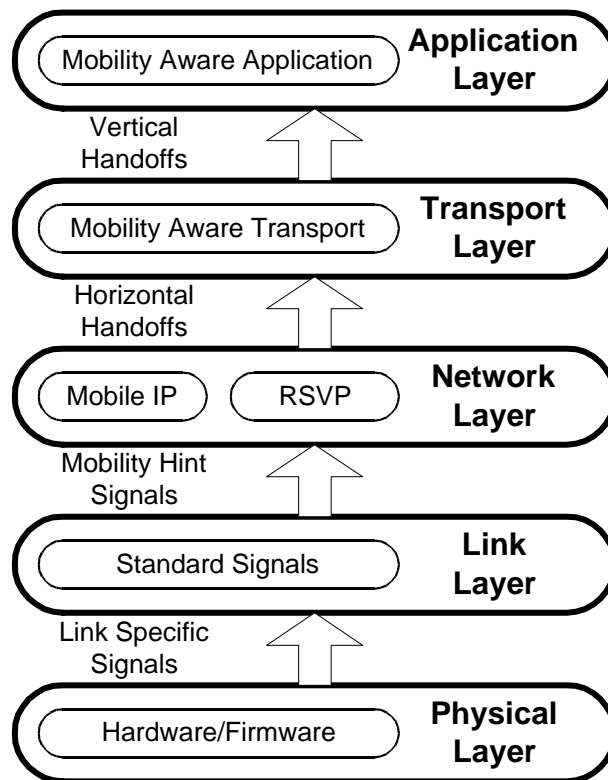 Mobility Aware Application
Application
Layer
Vertical
Handoffs
Mobility Aware Transport
Transport
Layer
Horizontal
Handoffs
Mobile IP
RSVP
Network
Layer
Mobility Hint
Signals
Standard Signals
Link
Layer
Link Specific
Signals
Hardware/Firmware
Physical
Layer